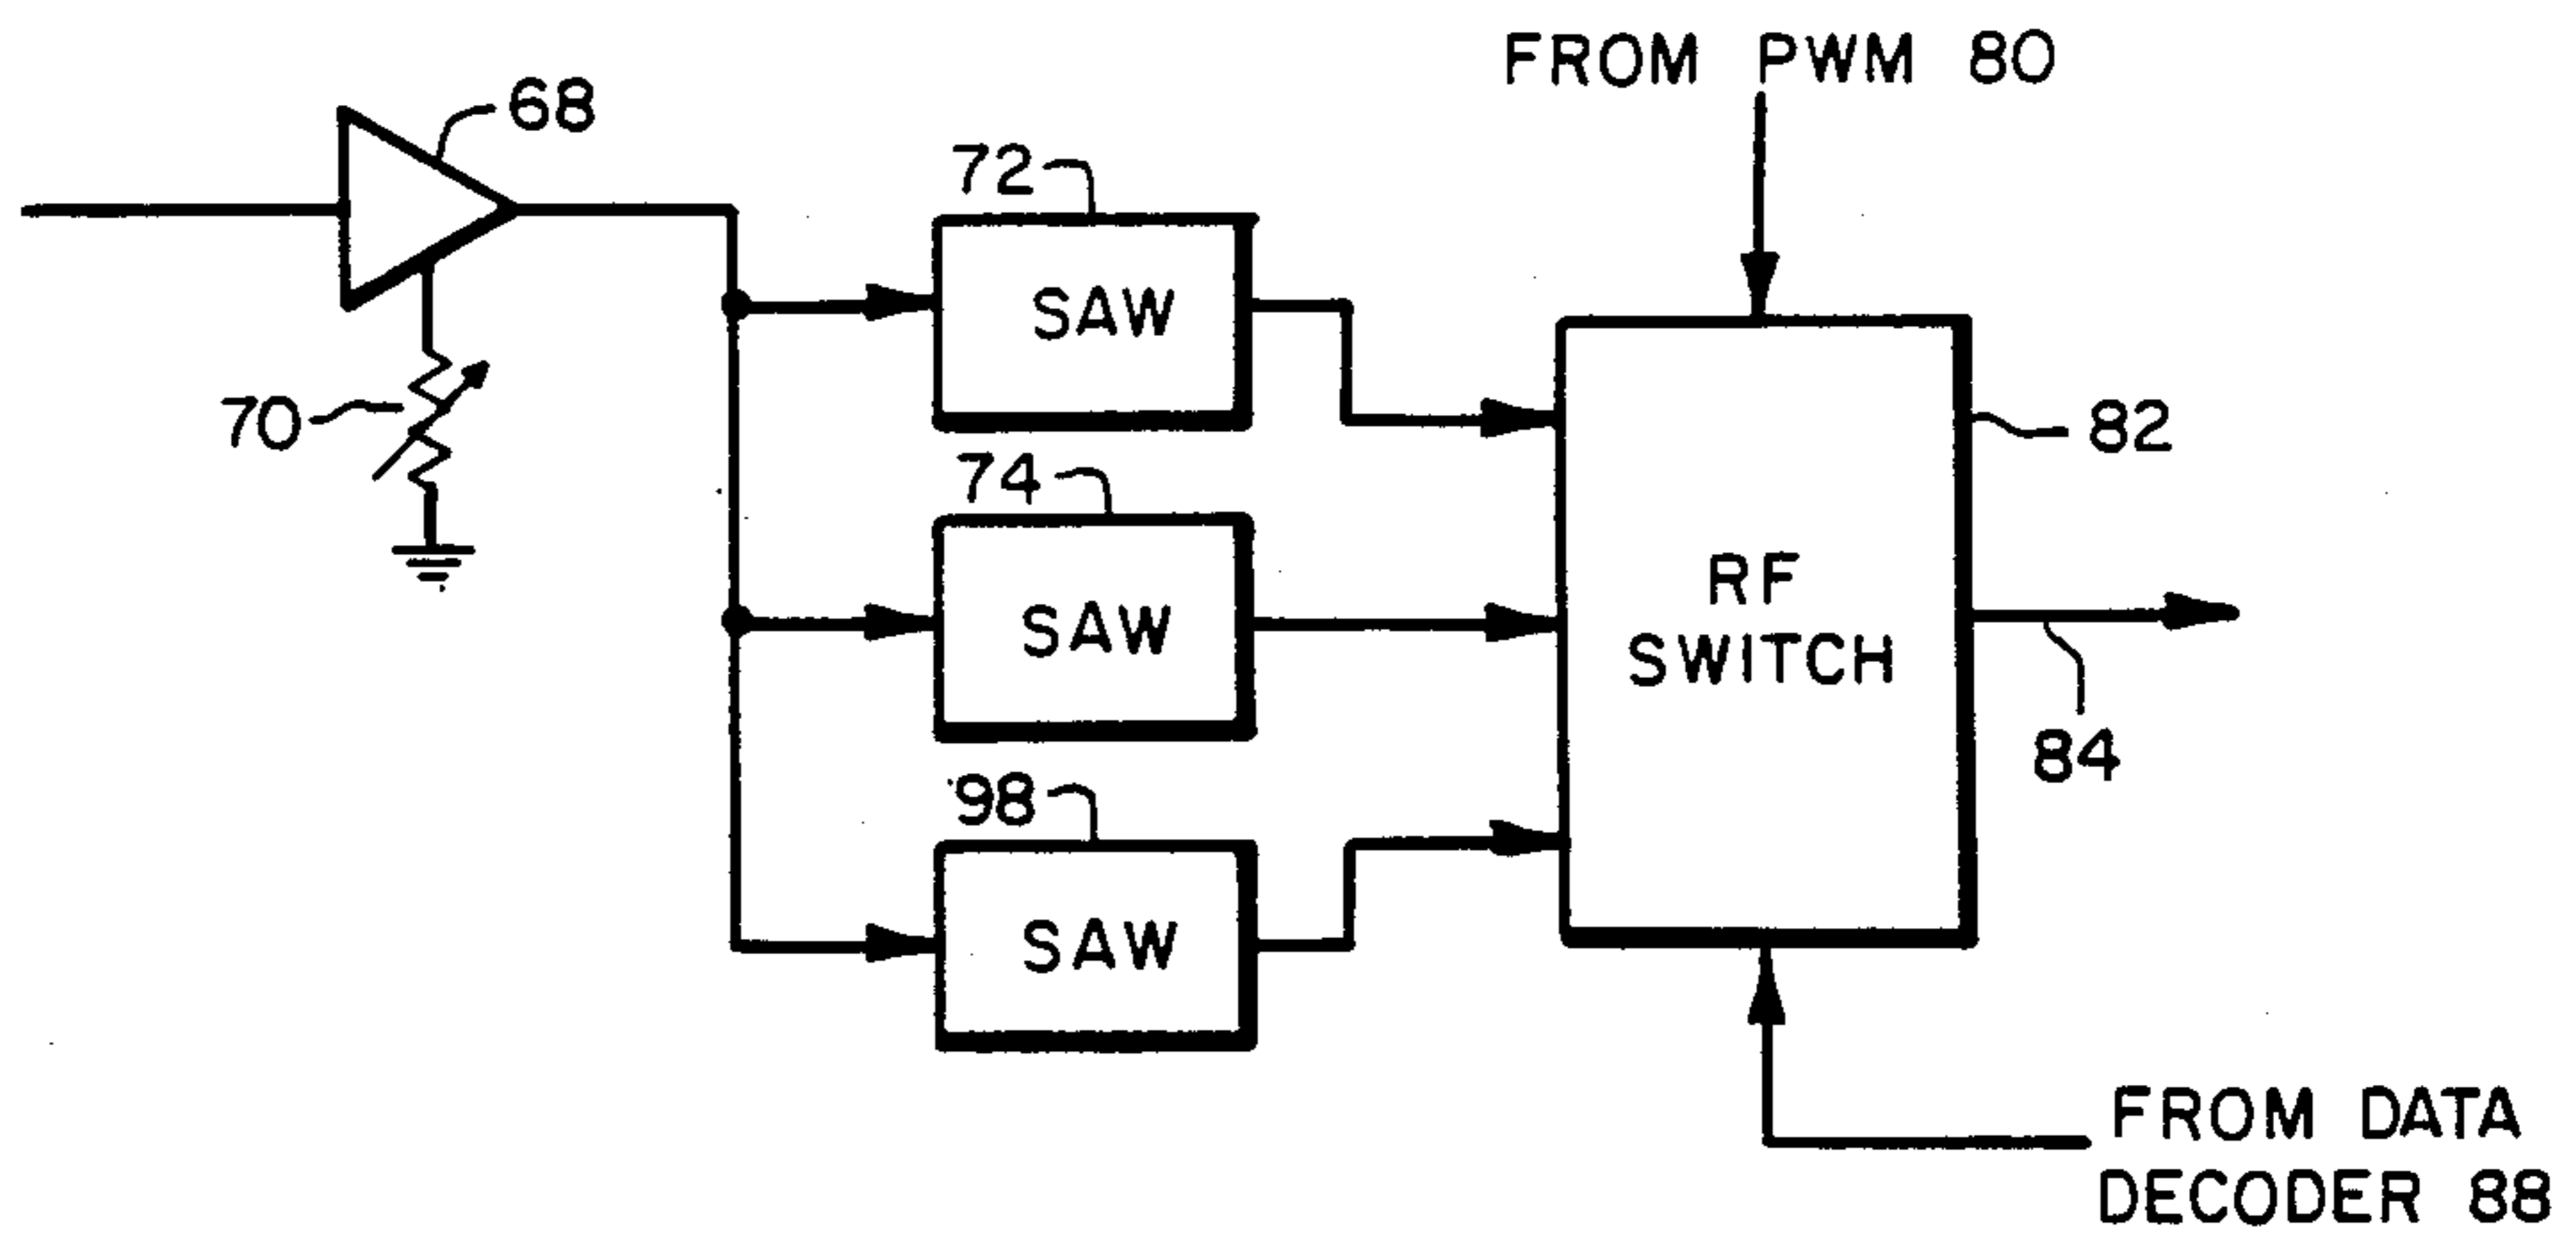 FROM PWM 80
68
72
SAW
70
82
74
RF
SWITCH
SAW
84
98
SAW
FROM DATA
DECODER 88